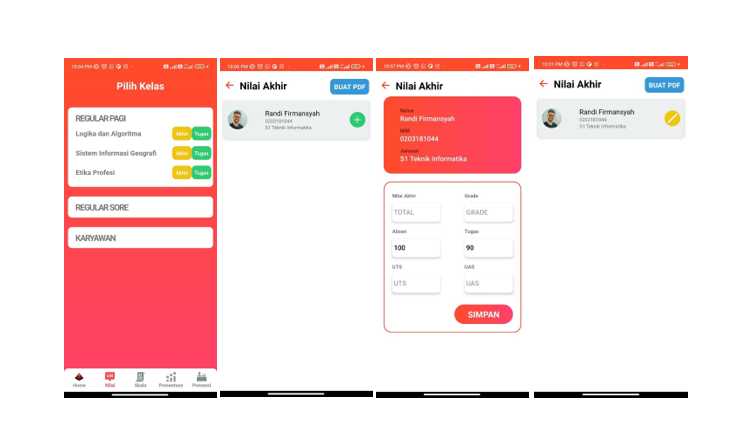 10:04 PM
Pilih Kelas
REGULAR PAGI
Logika dan Algoritma
Akhir Tugas
Sistem Informasi Geografi
Akhir Tugas
Etika Profesi
Akhir Tugas
REGULAR SORE
KARYAWAN
Home
Nilai
Skala
Presentase
Presensi
10:08 PM
Nilai Akhir
BUAT PDF
Randi Firmansyah
0203181044
S1 Teknik Informatika
10:07 PM
Nilai Akhir
Nama
Randi Firmansyah
NIM
0203181044
Jurusan
S1 Teknik Informatika
Nilai Akhir
Grade
TOTAL
GRADE
Absen
Tugas
100
90
UTS
UAS
UTS
UAS
SIMPAN
10:31 PM
Nilai Akhir
BUAT PDF
Randi Firmansyah
0203181044
S1 Teknik Informatika